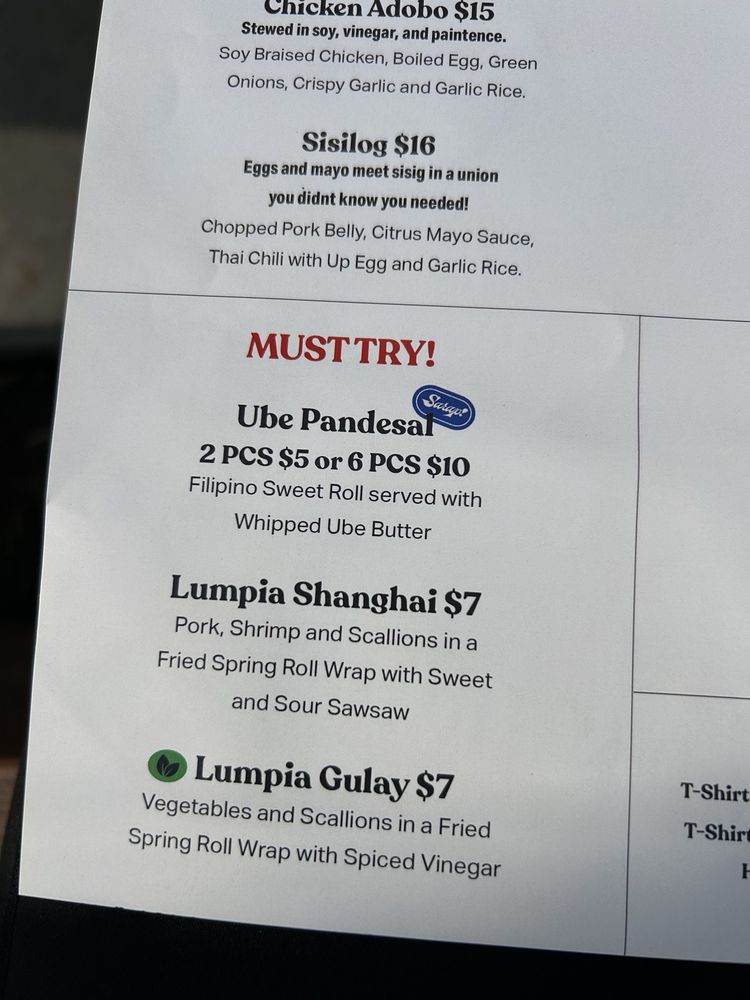 Chicken Adobo $15
Stewed in soy, vinegar, and paintence.
Soy Braised Chicken, Boiled Egg, Green
Onions, Crispy Garlic and Garlic Rice.
Sisilog $16
Eggs and mayo meet sisig in a union
you didnt know you needed!
Chopped Pork Belly, Citrus Mayo Sauce,
Thai Chili with Up Egg and Garlic Rice.
MUST TRY!
Sarap!
Ube Pandesal
2 PCS $5 or 6 PCS $10
Filipino Sweet Roll served with
Whipped Ube Butter
Lumpia Shanghai $7
Pork, Shrimp and Scallions in a
Fried Spring Roll Wrap with Sweet
and Sour Sawsaw
Lumpia Gulay $7
Vegetables and Scallions in a Fried
Spring Roll Wrap with Spiced Vinegar
T-Shirt
T-Shirt